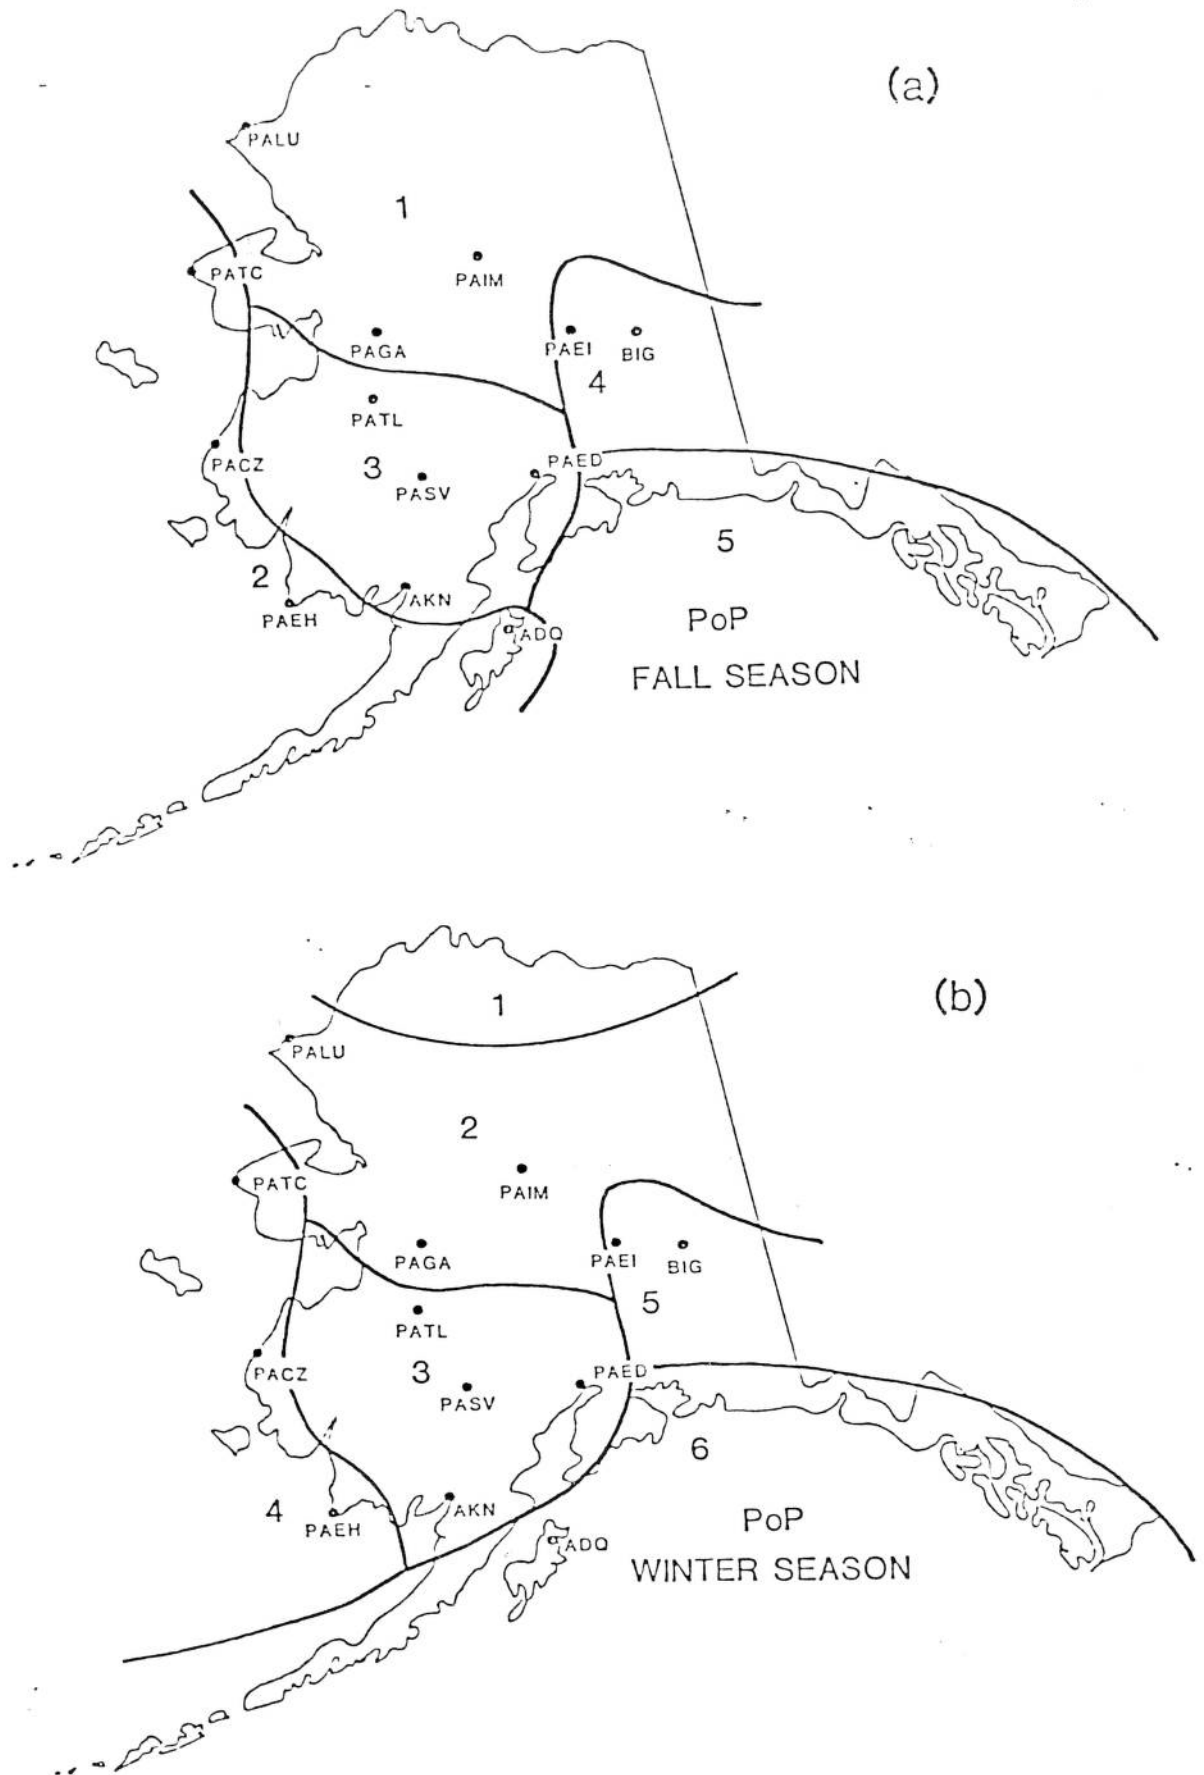 (a)
PALU
1
PATC
PAIM
PAGA
PAEI
BIG
4
PATL
PACZ
3
PASV
PAED
5
2
PAEH
AKN
ADQ
PoP
FALL SEASON
(b)
1
PALU
2
PATC
PAIM
PAGA
PAEI
BIG
5
PATL
PACZ
3
PASV
PAED
6
4
PAEH
AKN
ADQ
PoP
WINTER SEASON